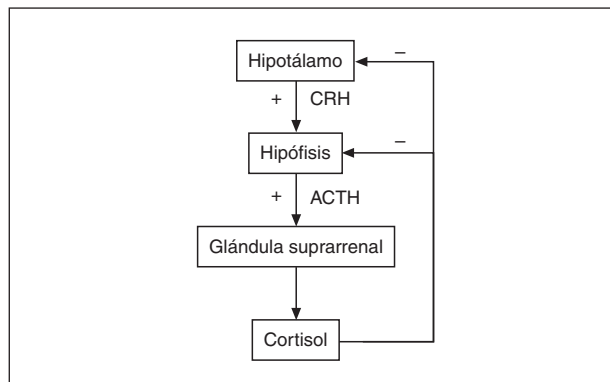 Hipotálamo
–
+ CRH
Hipófisis
–
+ ACTH
Glándula suprarrenal
Cortisol